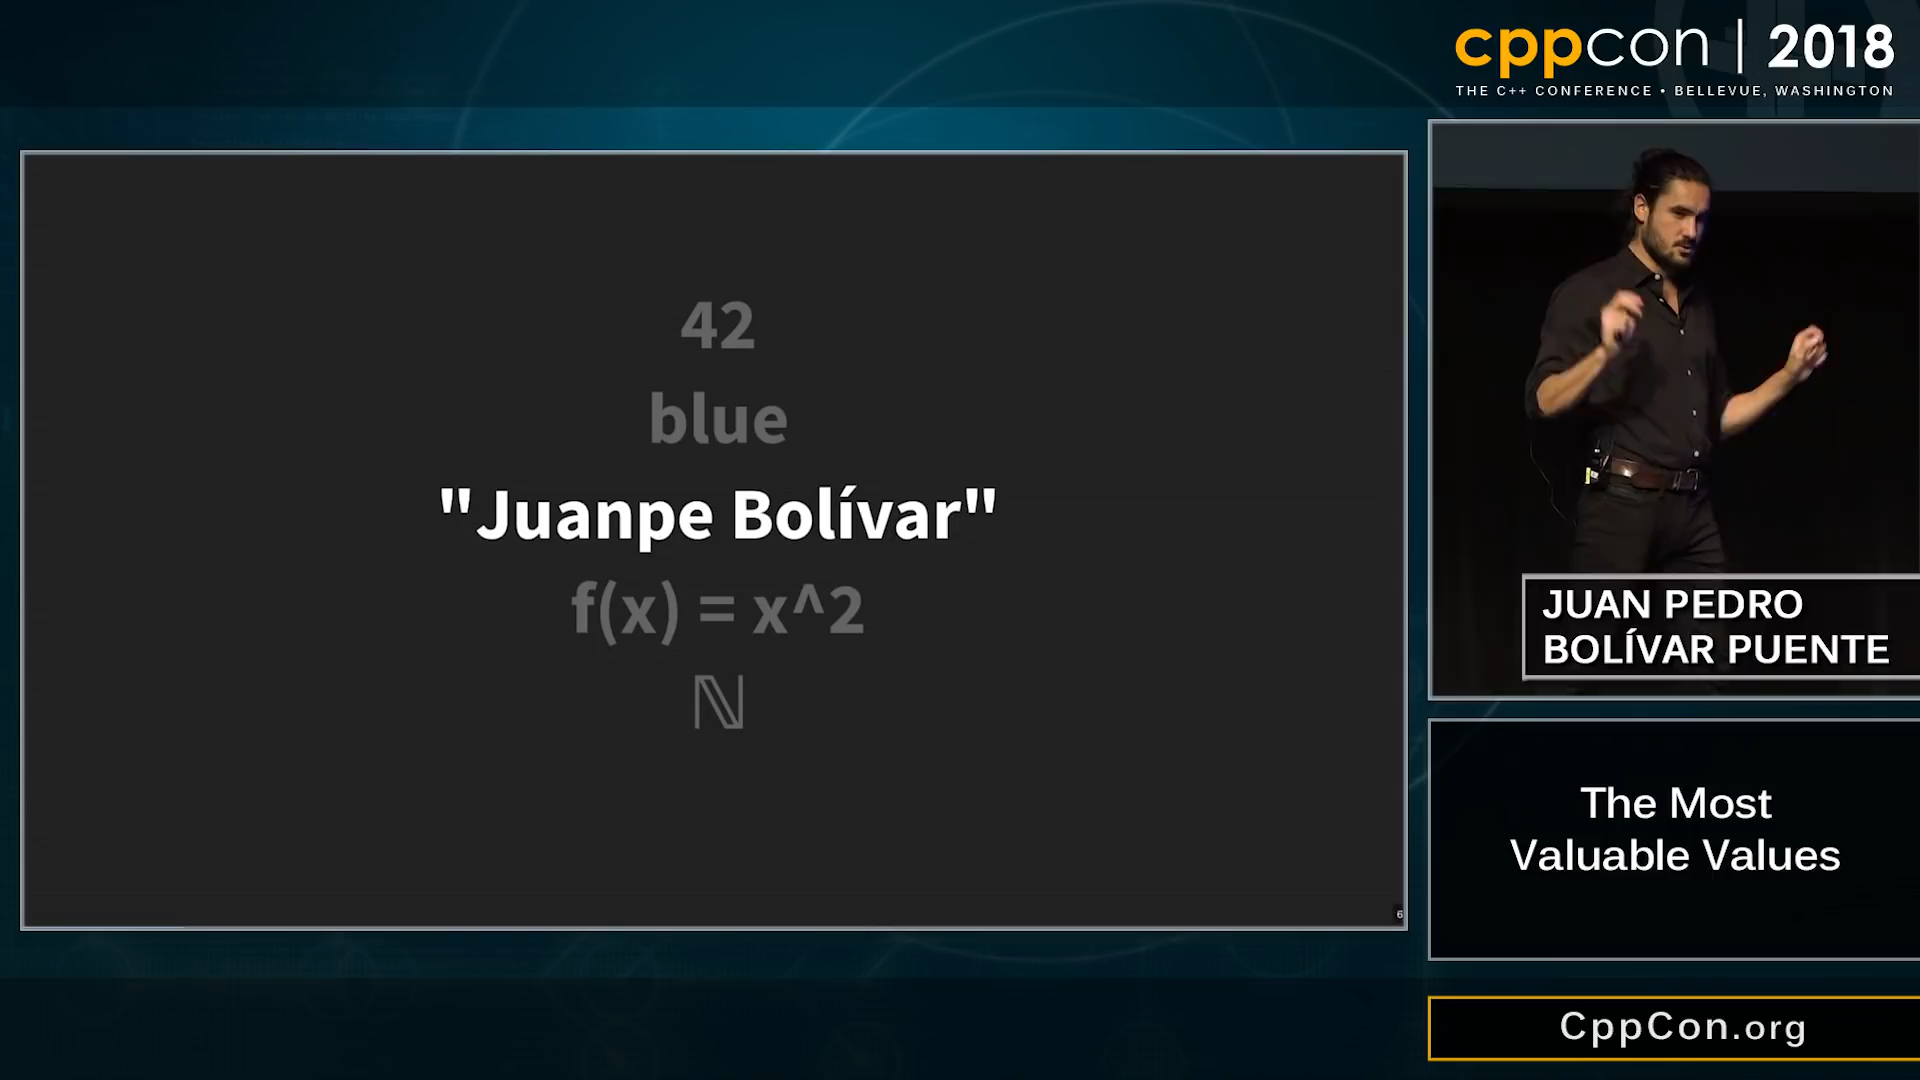 cppcon | 2018
THE C++ CONFERENCE • BELLEVUE, WASHINGTON
42
blue
"Juanpe Bolívar"
f(x) = x^2
ℕ
6
JUAN PEDRO
BOLÍVAR PUENTE
The Most
Valuable Values
CppCon.org